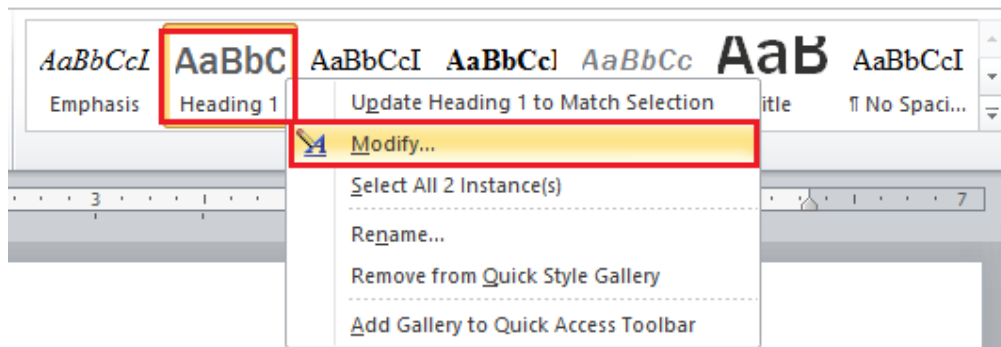 AaBbCcI AaBbC AaBbCcI AaBbCcl AaBbCc AaB AaBbCcI
Emphasis Heading 1 itle ¶ No Spaci...
Update Heading 1 to Match Selection
Modify...
Select All 2 Instance(s)
3 1 1 7
Rename...
Remove from Quick Style Gallery
Add Gallery to Quick Access Toolbar